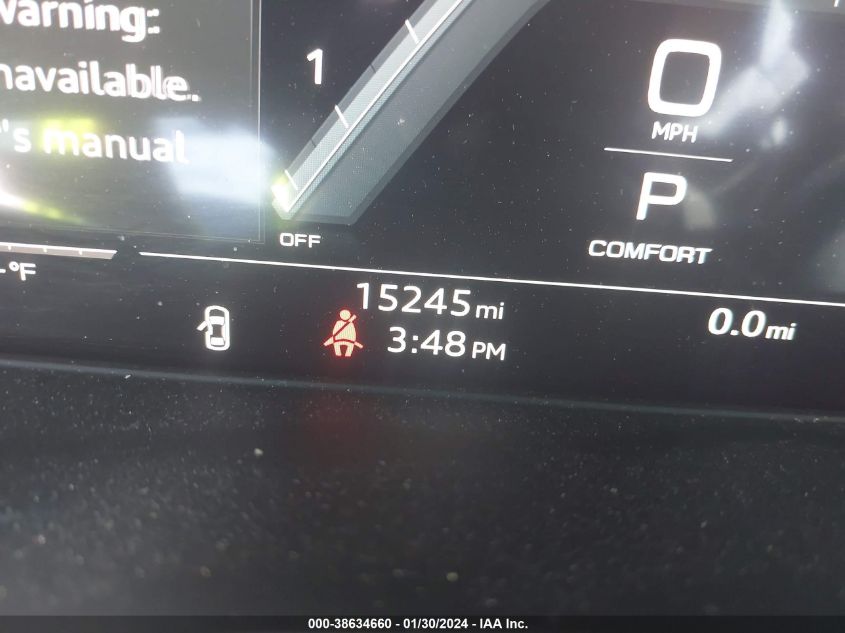 warning:
navailable.
's manual
1
0
MPH
P
COMFORT
OFF
°F
15245 mi
3:48 PM
0.0 mi
000-38634660 - 01/30/2024 - IAA Inc.